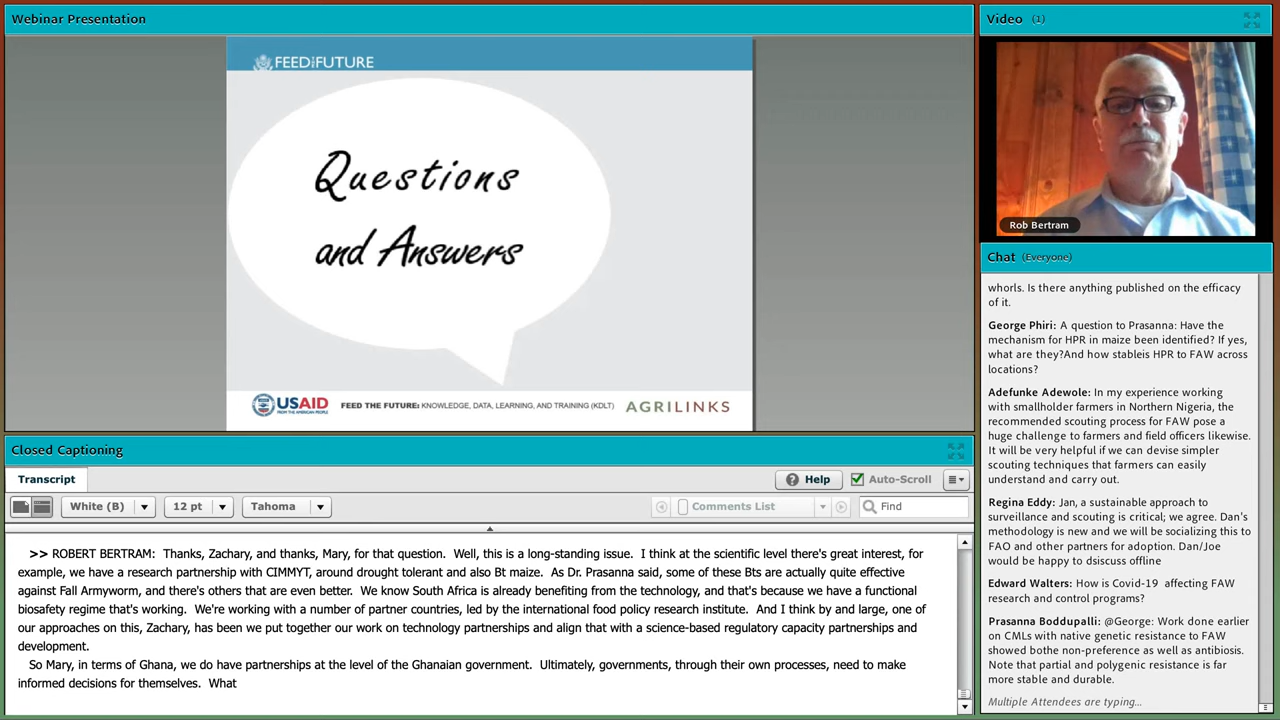 Webinar Presentation
FEED THE FUTURE
Questions
and Answers
USAID
FROM THE AMERICAN PEOPLE
FEED THE FUTURE: KNOWLEDGE, DATA, LEARNING, AND TRAINING (KDLT)
AGRILINKS
Closed Captioning
Transcript
Help
Auto-Scroll
White (B)
12 pt
Tahoma
Comments List
Find
>> ROBERT BERTRAM: Thanks, Zachary, and thanks, Mary, for that question. Well, this is a long-standing issue. I think at the scientific level there's great interest, for
example, we have a research partnership with CIMMYT, around drought tolerant and also Bt maize. As Dr. Prasanna said, some of these Bts are actually quite effective
against Fall Armyworm, and there's others that are even better. We know South Africa is already benefiting from the technology, and that's because we have a functional
biosafety regime that's working. We're working with a number of partner countries, led by the international food policy research institute. And I think by and large, one of
our approaches on this, Zachary, has been we put together our work on technology partnerships and align that with a science-based regulatory capacity partnerships and
development.
So Mary, in terms of Ghana, we do have partnerships at the level of the Ghanaian government. Ultimately, governments, through their own processes, need to make
informed decisions for themselves. What
Video (1)
Rob Bertram
Chat (Everyone)
whorls. Is there anything published on the efficacy
of it.
George Phiri: A question to Prasanna: Have the
mechanism for HPR in maize been identified? If yes,
what are they?And how stableis HPR to FAW across
locations?
Adefunke Adewole: In my experience working
with smallholder farmers in Northern Nigeria, the
recommended scouting process for FAW pose a
huge challenge to farmers and field officers likewise.
It will be very helpful if we can devise simpler
scouting techniques that farmers can easily
understand and carry out.
Regina Eddy: Jan, a sustainable approach to
surveillance and scouting is critical; we agree. Dan's
methodology is new and we will be socializing this to
FAO and other partners for adoption. Dan/Joe
would be happy to dsiscuss offline
Edward Walters: How is Covid-19 affecting FAW
research and control programs?
Prasanna Boddupalli: @George: Work done earlier
on CMLs with native genetic resistance to FAW
showed bothe non-preference as well as antibiosis.
Note that partial and polygenic resistance is far
more stable and durable.
Multiple Attendees are typing...